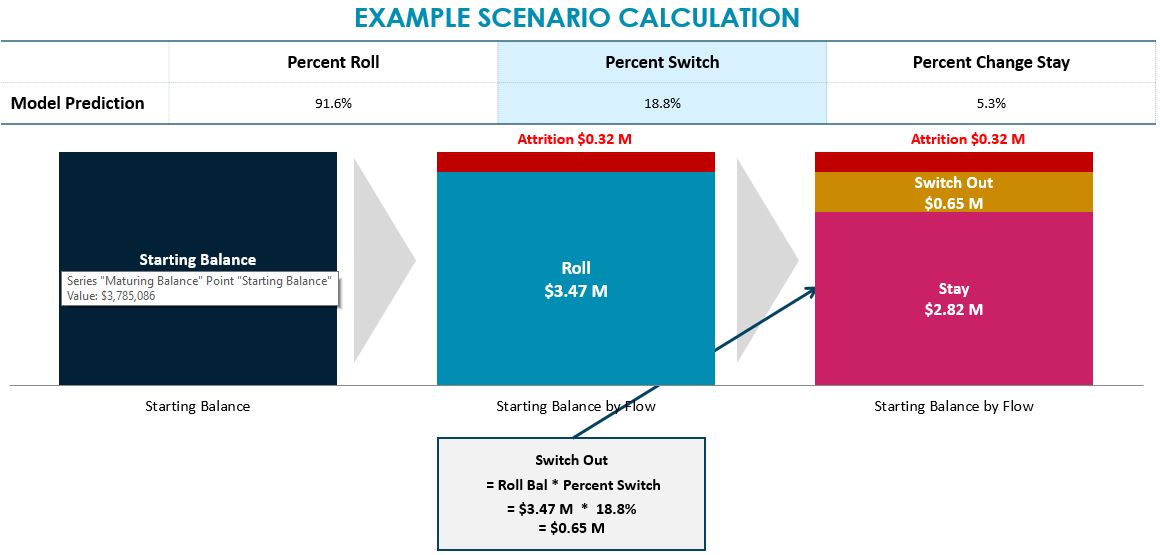 EXAMPLE SCENARIO CALCULATION
Percent Roll Percent Switch Percent Change Stay
Model Prediction 91.6% 18.8% 5.3%
Attrition $0.32 M
Attrition $0.32 M
Starting Balance
Series "Maturing Balance" Point "Starting Balance"
Value: $3,785,086
Roll
$3.47 M
Switch Out
$0.65 M
Stay
$2.82 M
Starting Balance
Starting Balance by Flow
Starting Balance by Flow
Switch Out
= Roll Bal * Percent Switch
= $3.47 M * 18.8%
= $0.65 M